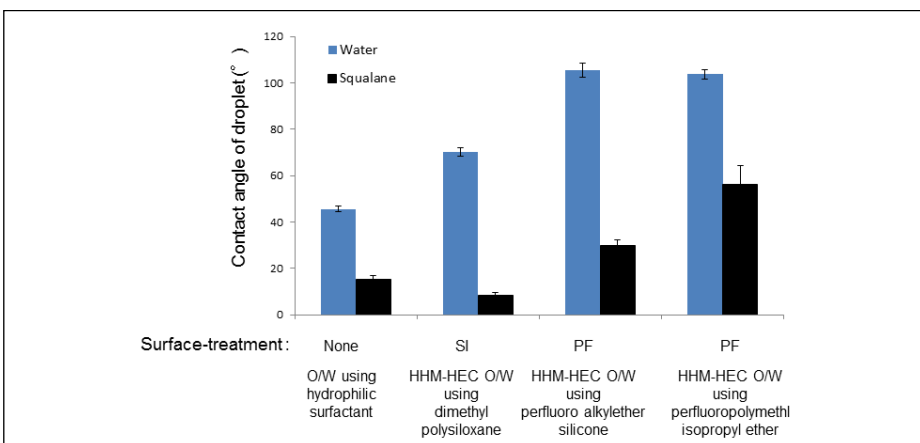 120
100
80
60
40
20
0
Contact angle of droplet (°)
Water
Squalane
Surface-treatment : None SI PF PF
O/W using hydrophilic surfactant
HHM-HEC O/W using dimethyl polysiloxane
HHM-HEC O/W using perfluoro alkylether silicone
HHM-HEC O/W using perfluoropolymethl isopropyl ether